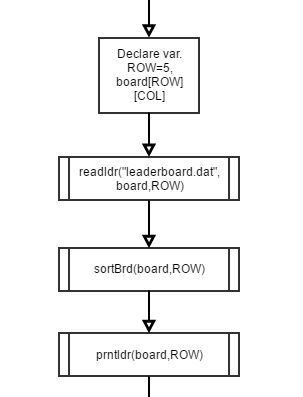 Declare var.
ROW=5,
board[ROW]
[COL]
readldr("leaderboard.dat",
board,ROW)
sortBrd(board,ROW)
prntldr(board,ROW)